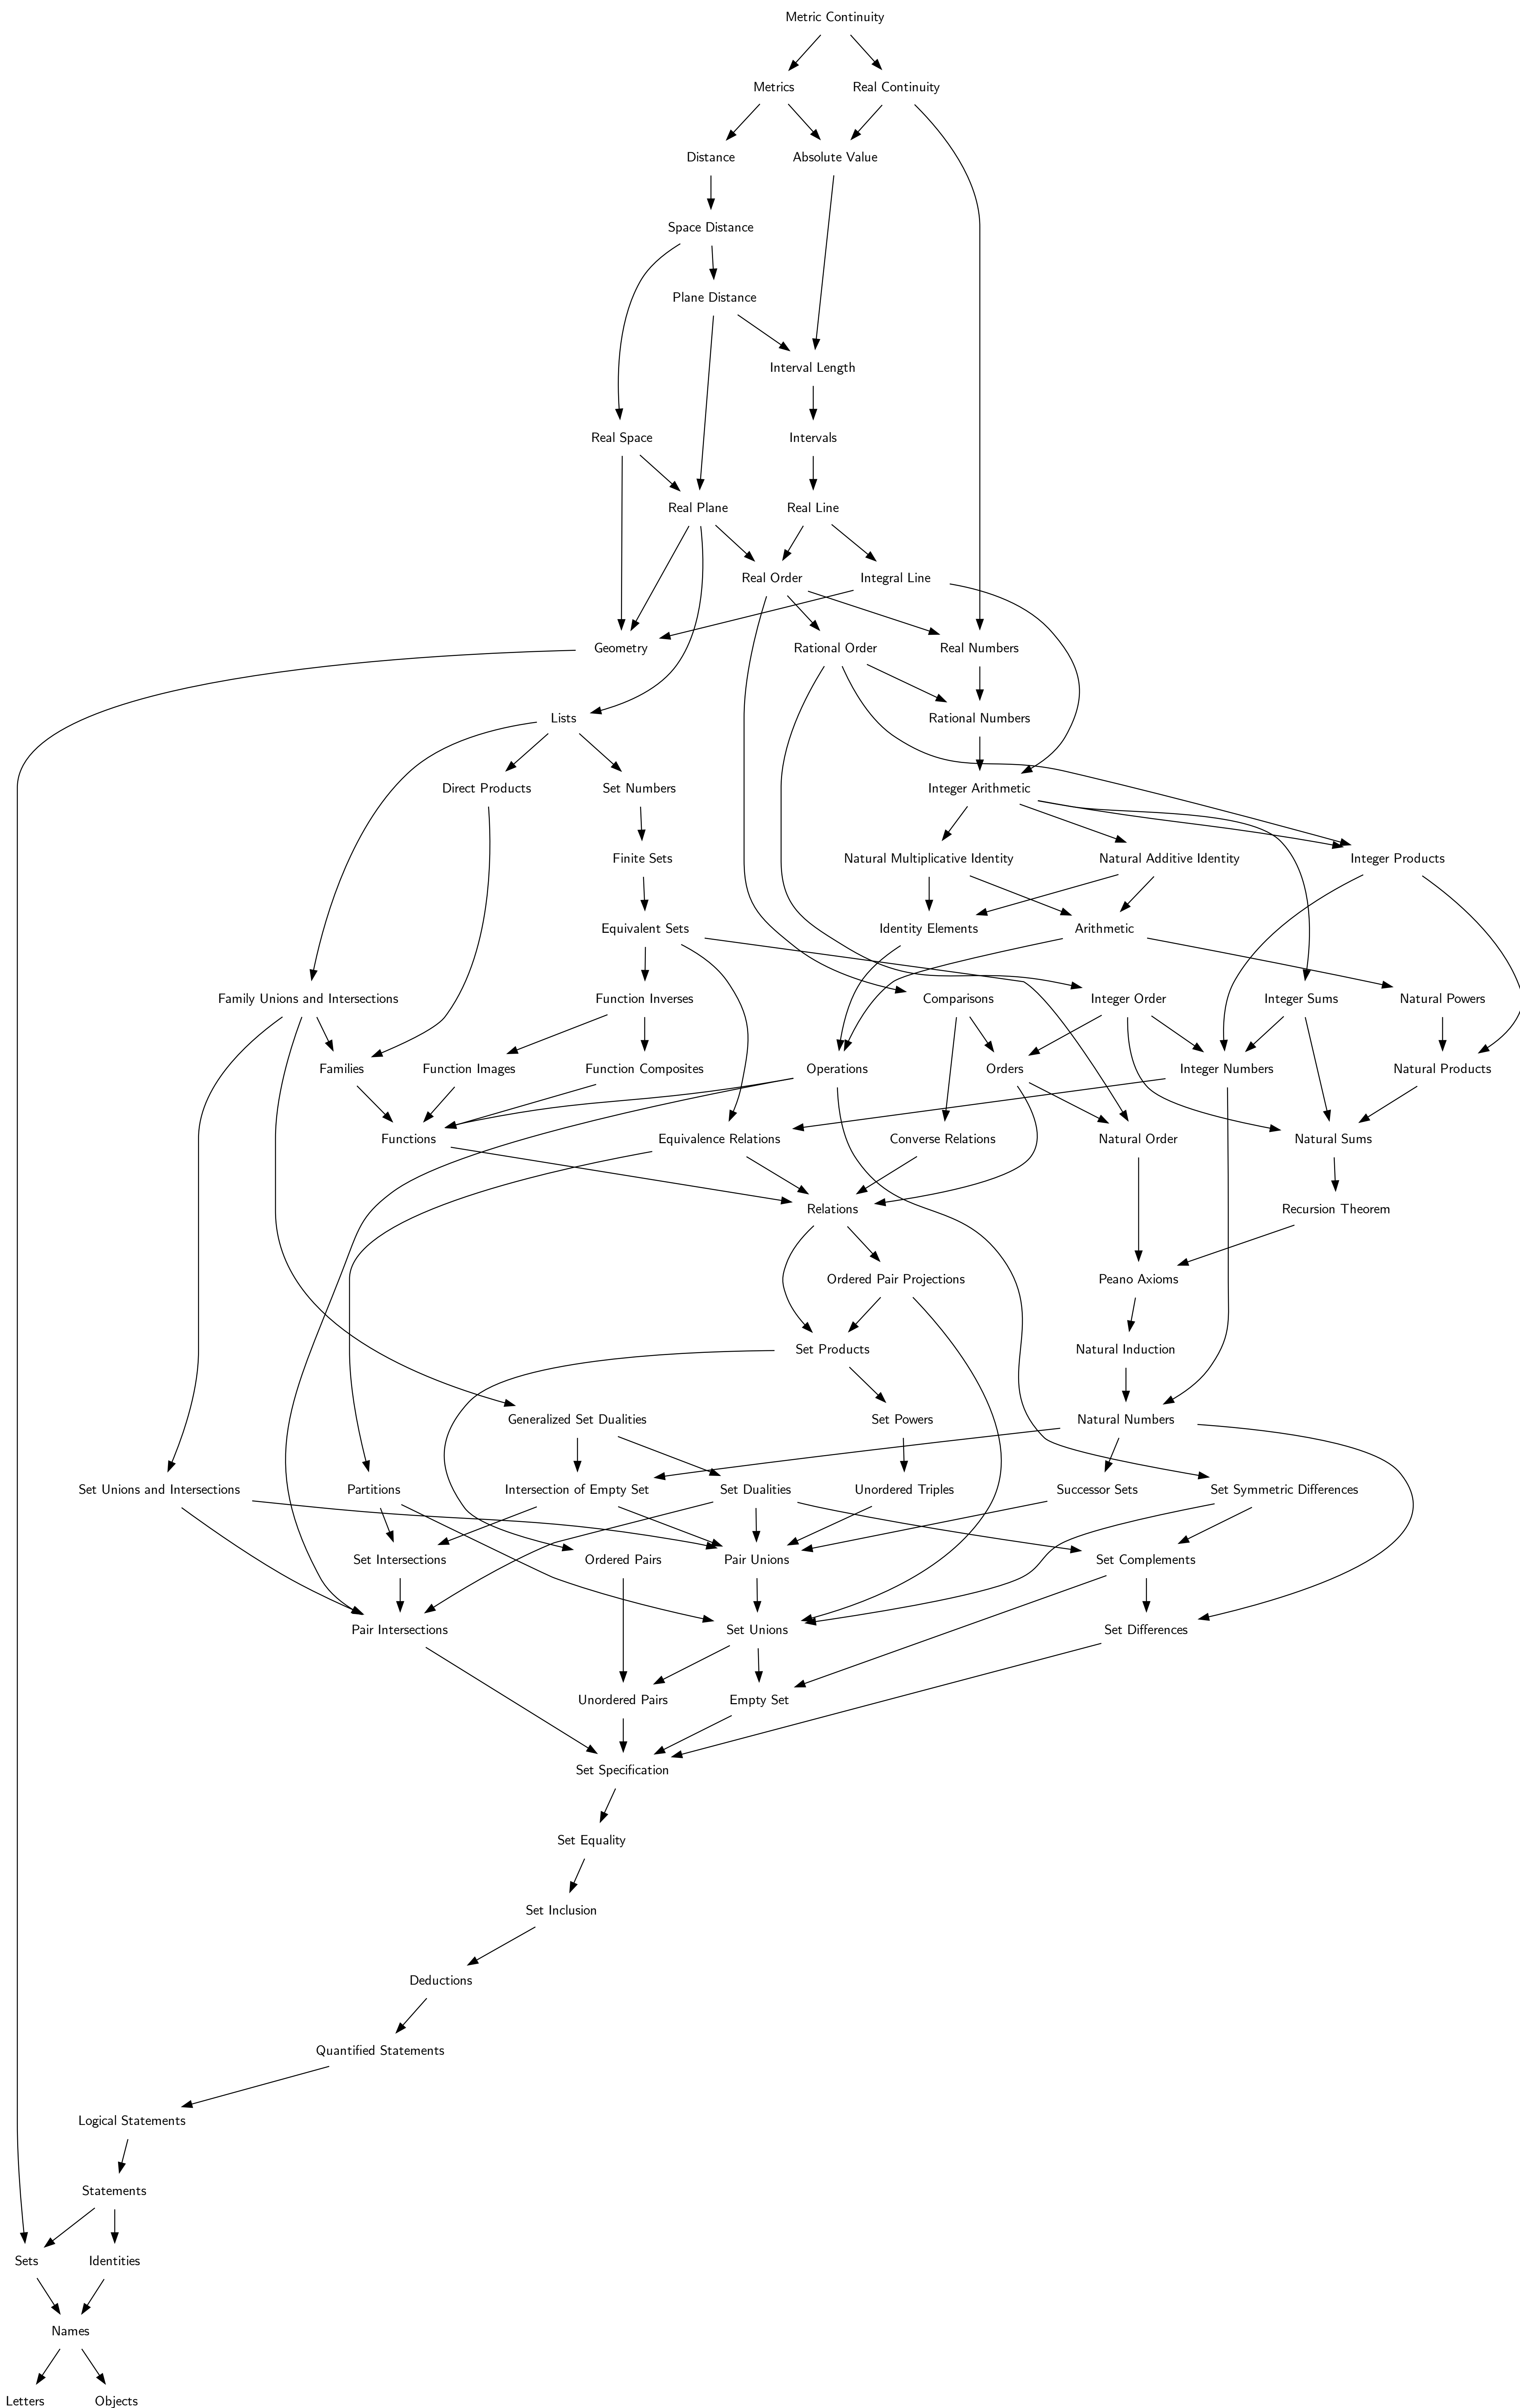 Metric Continuity
Metrics
Real Continuity
Distance
Absolute Value
Space Distance
Plane Distance
Interval Length
Real Space
Intervals
Real Plane
Real Line
Real Order
Integral Line
Geometry
Rational Order
Real Numbers
Lists
Rational Numbers
Direct Products
Set Numbers
Integer Arithmetic
Finite Sets
Natural Multiplicative Identity
Natural Additive Identity
Integer Products
Equivalent Sets
Identity Elements
Arithmetic
Family Unions and Intersections
Function Inverses
Comparisons
Integer Order
Integer Sums
Natural Powers
Families
Function Images
Function Composites
Operations
Orders
Integer Numbers
Natural Products
Functions
Equivalence Relations
Converse Relations
Natural Order
Natural Sums
Relations
Recursion Theorem
Ordered Pair Projections
Peano Axioms
Set Products
Natural Induction
Generalized Set Dualities
Set Powers
Natural Numbers
Set Unions and Intersections
Partitions
Intersection of Empty Set
Set Dualities
Unordered Triples
Successor Sets
Set Symmetric Differences
Set Intersections
Ordered Pairs
Pair Unions
Set Complements
Pair Intersections
Set Unions
Set Differences
Unordered Pairs
Empty Set
Set Specification
Set Equality
Set Inclusion
Deductions
Quantified Statements
Logical Statements
Statements
Sets
Identities
Names
Letters
Objects